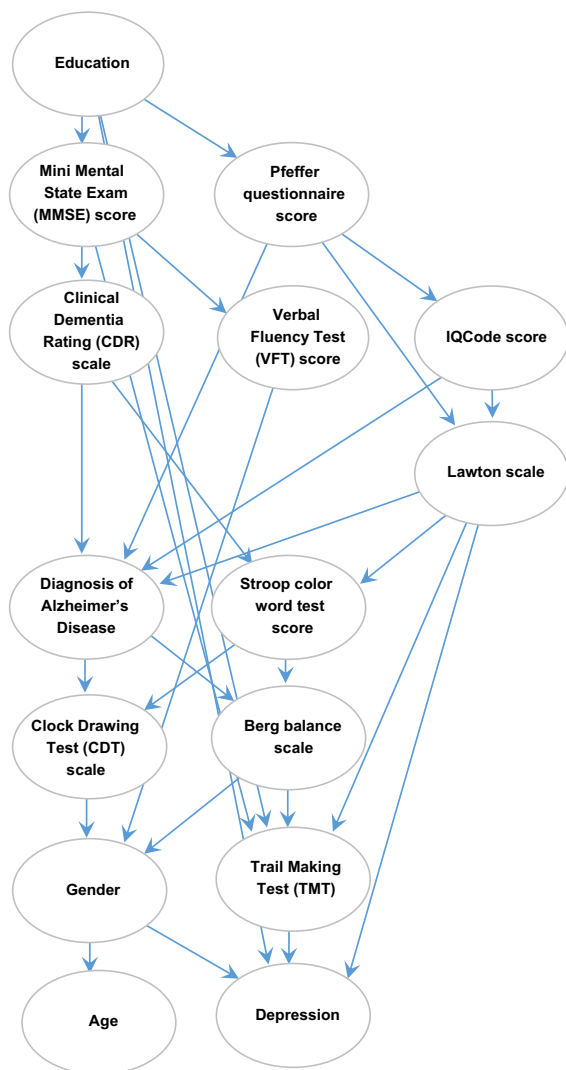 Education
Mini Mental
State Exam
(MMSE) score
Pfeffer
questionnaire
score
Clinical
Dementia
Rating (CDR)
scale
Verbal
Fluency Test
(VFT) score
IQCode score
Lawton scale
Diagnosis of
Alzheimer’s
Disease
Stroop color
word test
score
Clock Drawing
Test (CDT)
scale
Berg balance
scale
Gender
Trail Making
Test (TMT)
Age
Depression